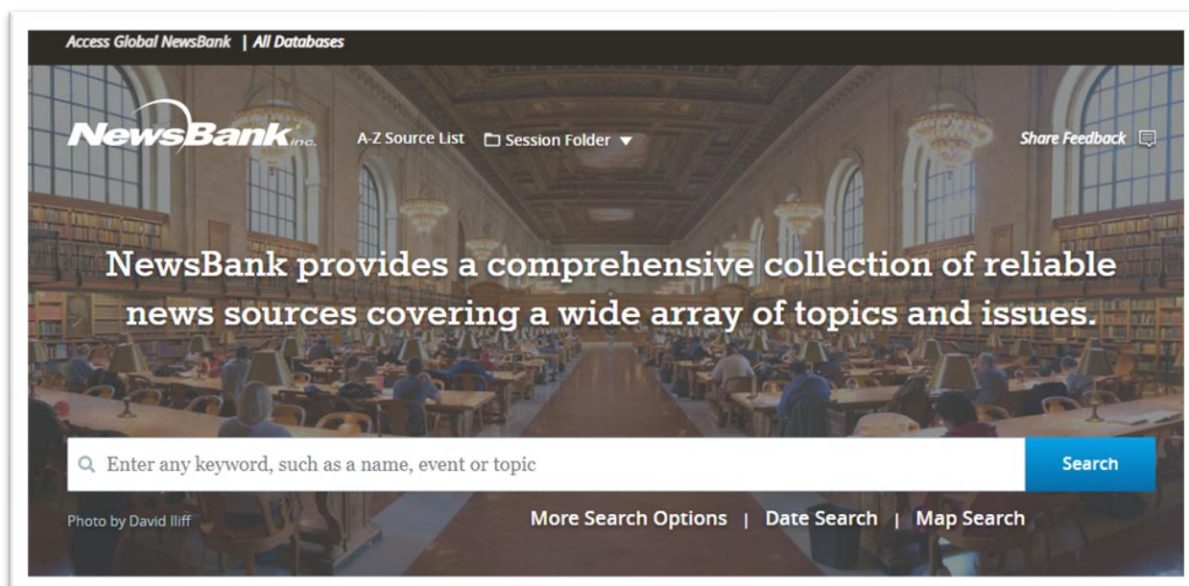 Access Global NewsBank | All Databases
NewsBank inc.
A-Z Source List
Session Folder
Share Feedback
NewsBank provides a comprehensive collection of reliable
news sources covering a wide array of topics and issues.
Enter any keyword, such as a name, event or topic
Search
Photo by David Iliff
More Search Options | Date Search | Map Search